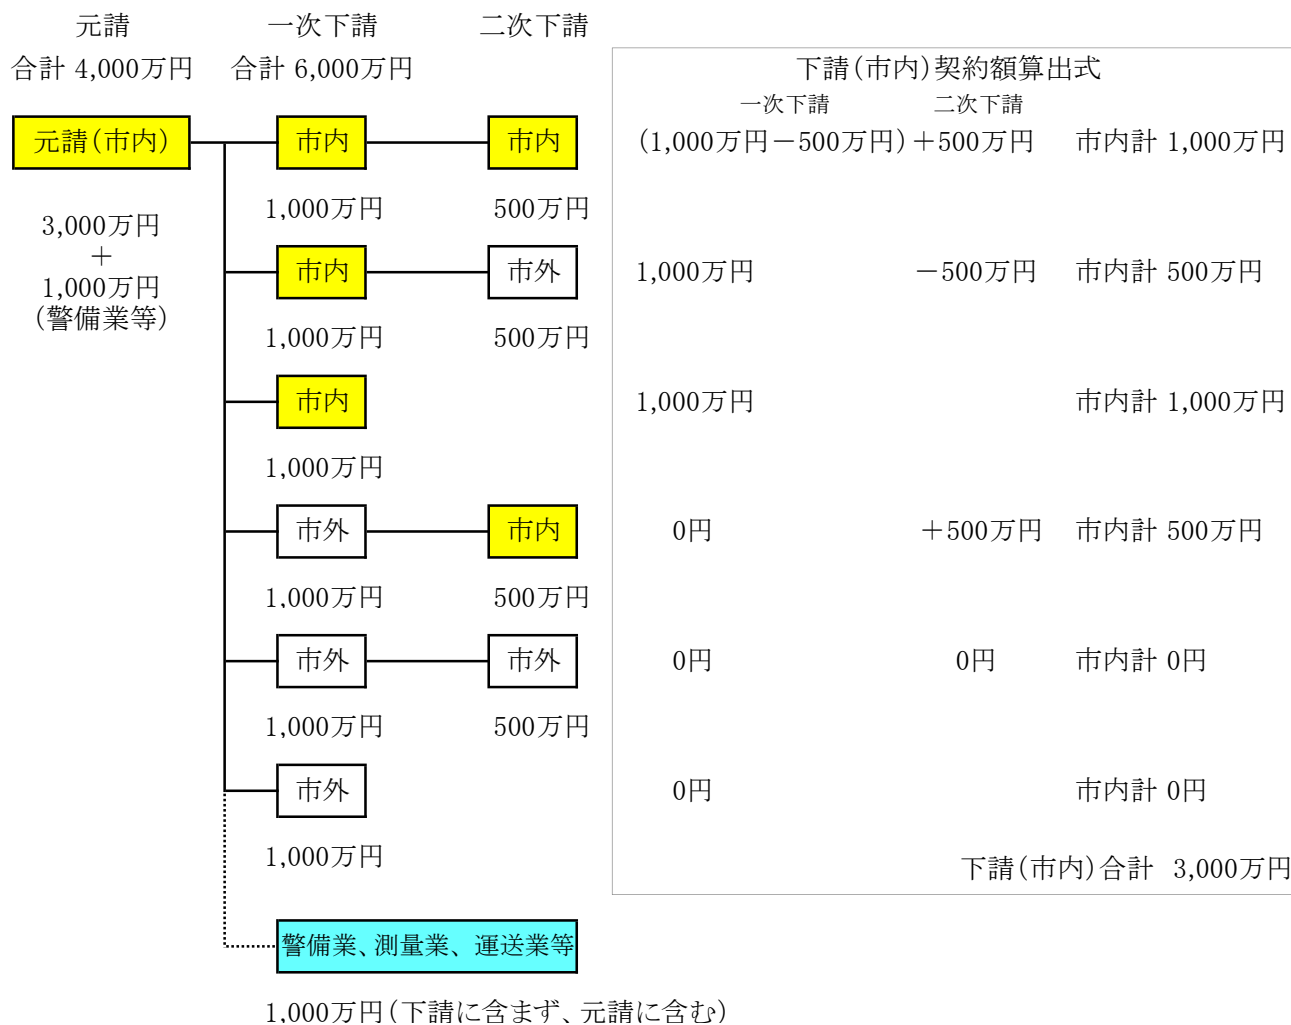 元請 一次下請 二次下請
合計 4,000万円 合計 6,000万円
下請（市内）契約額算出式
一次下請 二次下請
元請（市内） 市内 市内 （1,000万円－500万円）＋500万円 市内計 1,000万円
1,000万円 500万円
3,000万円
＋
1,000万円
（警備業等）
市内 市外 1,000万円 －500万円 市内計 500万円
1,000万円 500万円
市内 1,000万円 市内計 1,000万円
1,000万円
市外 市内 0円 ＋500万円 市内計 500万円
1,000万円 500万円
市外 市外 0円 0円 市内計 0円
1,000万円 500万円
市外 0円 市内計 0円
1,000万円
下請（市内）合計 3,000万円
警備業、測量業、運送業等
1,000万円（下請に含まず、元請に含む）